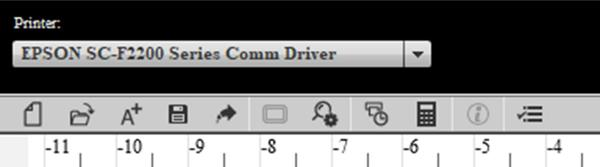 Printer:
EPSON SC-F2200 Series Comm Driver
A+
-11 -10 -9 -8 -7 -6 -5 -4